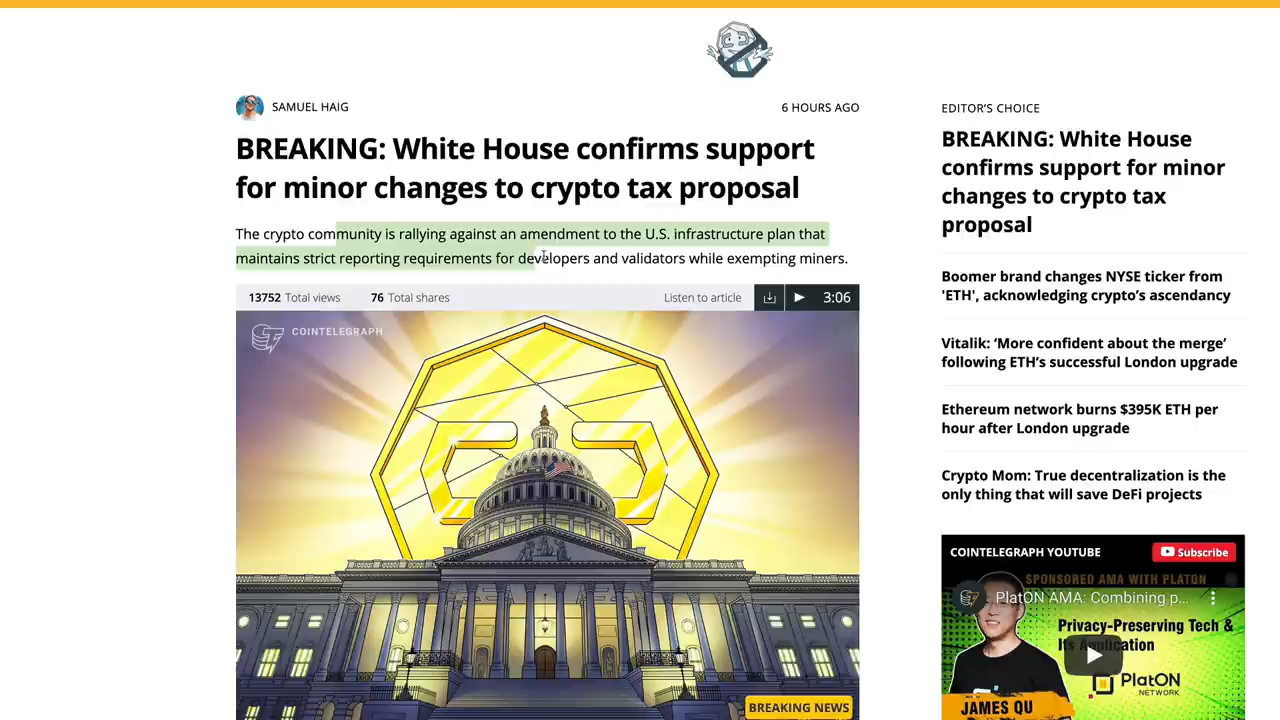 SAMUEL HAIG
6 HOURS AGO
BREAKING: White House confirms support
for minor changes to crypto tax proposal
The crypto community is rallying against an amendment to the U.S. infrastructure plan that
maintains strict reporting requirements for developers and validators while exempting miners.
13752 Total views 76 Total shares Listen to article 3:06
COINTELEGRAPH
BREAKING NEWS
EDITOR'S CHOICE
BREAKING: White House
confirms support for minor
changes to crypto tax
proposal
Boomer brand changes NYSE ticker from
'ETH', acknowledging crypto's ascendancy
Vitalik: ‘More confident about the merge’
following ETH’s successful London upgrade
Ethereum network burns $395K ETH per
hour after London upgrade
Crypto Mom: True decentralization is the
only thing that will save DeFi projects
COINTELEGRAPH YOUTUBE
Subscribe
SPONSORED AMA WITH PLATON
PlatON AMA: Combining p...
Privacy-Preserving Tech &
Its Application
PlatON
NETWORK
JAMES QU